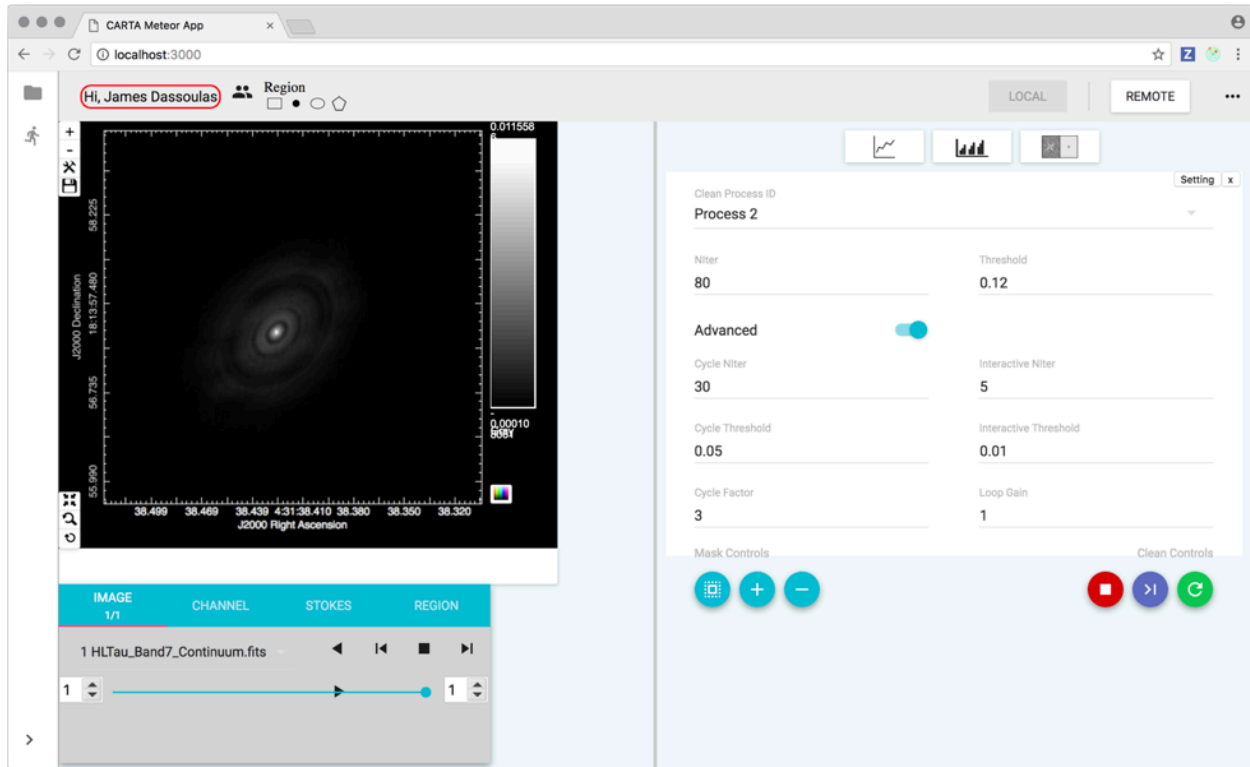 CARTA Meteor App
localhost:3000
Hi, James Dassoulas
Region
LOCAL
REMOTE
+
-
0.011558
58.225
18:13:57.480
56.735
55.990
J2000 Declination
38.499 38.469 38.439 4:31:38.410 38.380 38.350 38.320
J2000 Right Ascension
-
0.00010
IMAGE
1/1
CHANNEL
STOKES
REGION
1 HLTau_Band7_Continuum.fits
1
1
Setting x
Clean Process ID
Process 2
NIter
80
Threshold
0.12
Advanced
Cycle NIter
30
Interactive NIter
5
Cycle Threshold
0.05
Interactive Threshold
0.01
Cycle Factor
3
Loop Gain
1
Mask Controls
Clean Controls